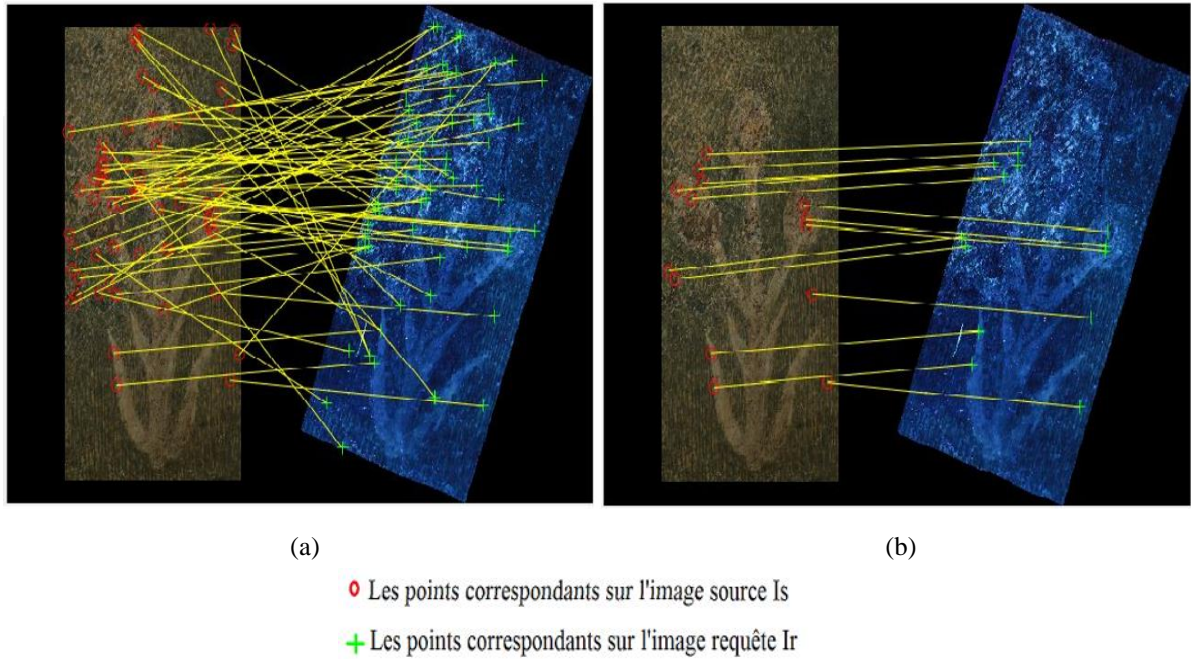 (a) (b)
Les points correspondants sur l'image source Is
Les points correspondants sur l'image requête Ir